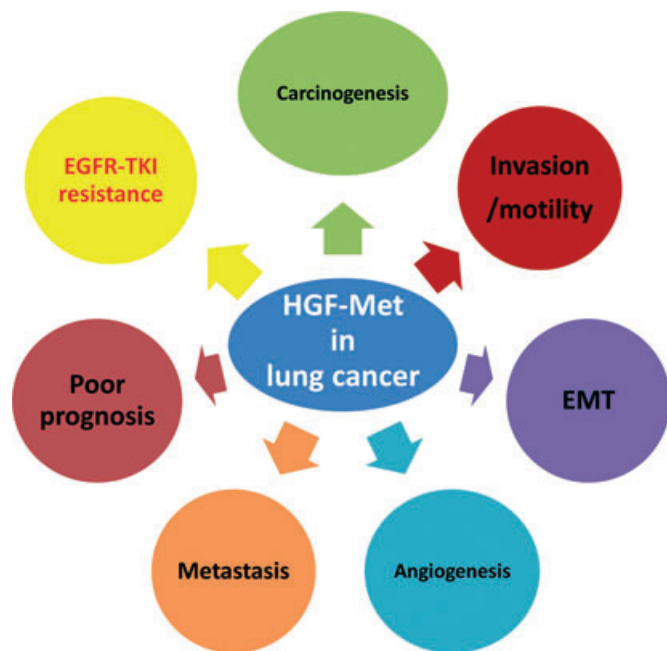 Carcinogenesis
EGFR-TKI
resistance
Invasion
/motility
HGF-Met
in
lung cancer
Poor
prognosis
EMT
Metastasis
Angiogenesis